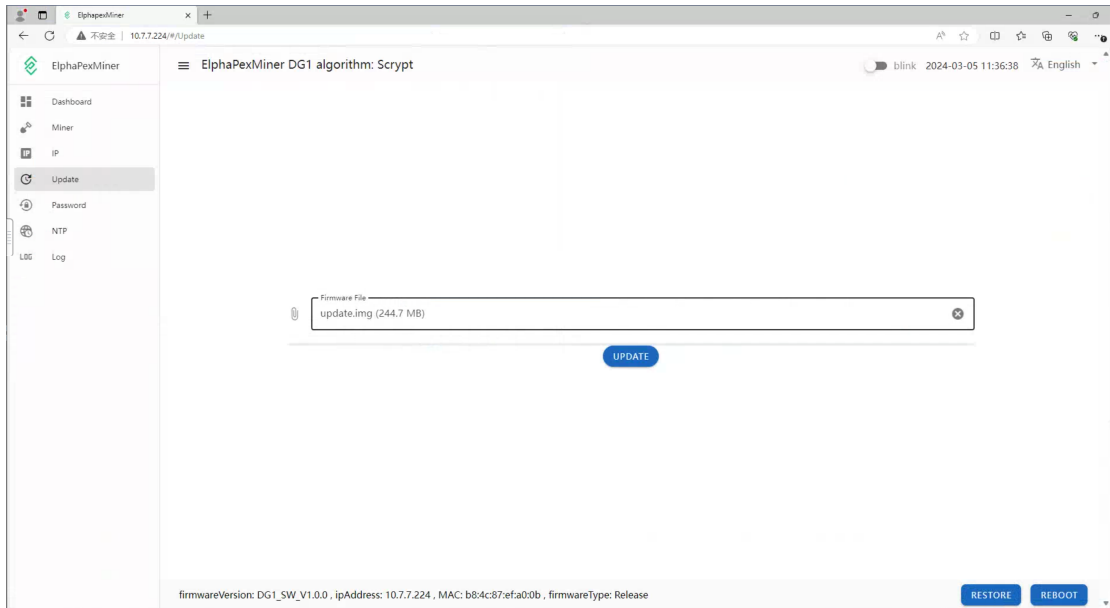 ElphapexMiner
不安全 | 10.7.7.224/#/Update
ElphaPexMiner
ElphaPexMiner DG1 algorithm: Scrypt
blink 2024-03-05 11:36:38 English
Dashboard
Miner
IP IP
Update
Password
NTP
LOG Log
Firmware File
update.img (244.7 MB)
UPDATE
firmwareVersion: DG1_SW_V1.0.0 , ipAddress: 10.7.7.224 , MAC: b8:4c:87:ef:a0:0b , firmwareType: Release
RESTORE REBOOT